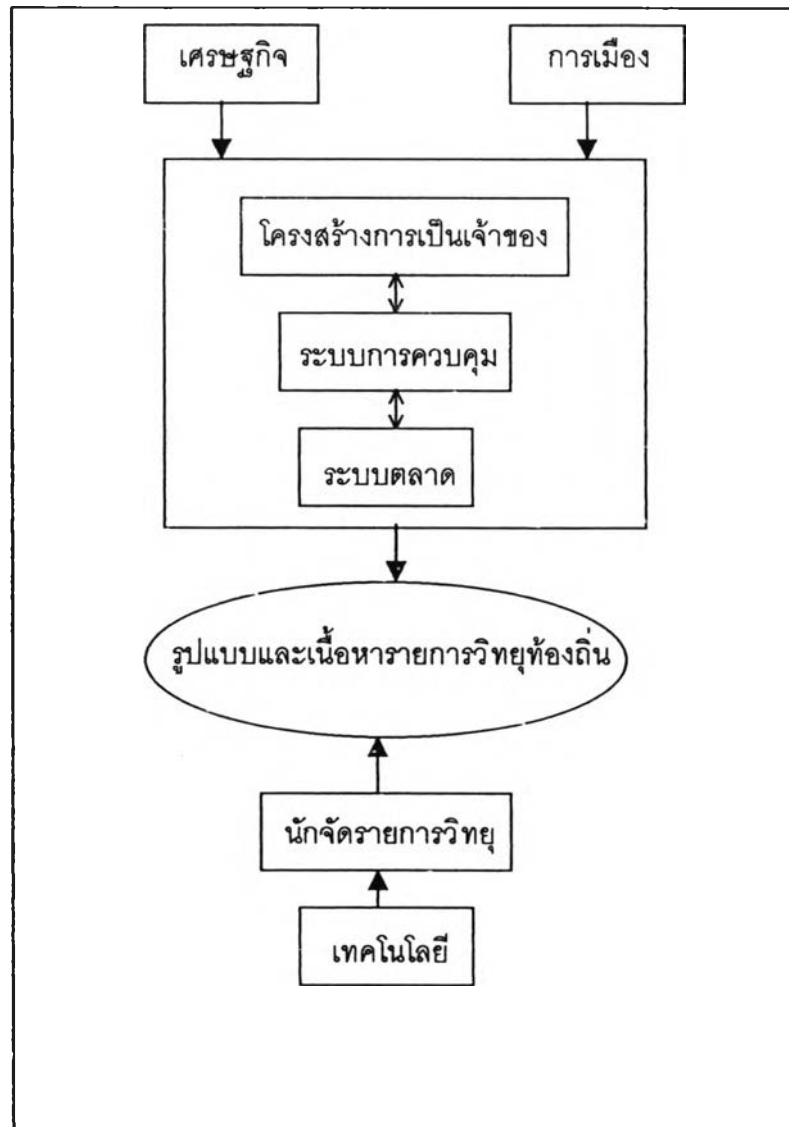 เศรษฐกิจ
การเมือง
โครงสร้างการเป็นเจ้าของ
ระบบการควบคุม
ระบบตลาด
รูปแบบและเนื้อหารายการวิทยุท้องถิ่น
นักจัดรายการวิทยุ
เทคโนโลยี